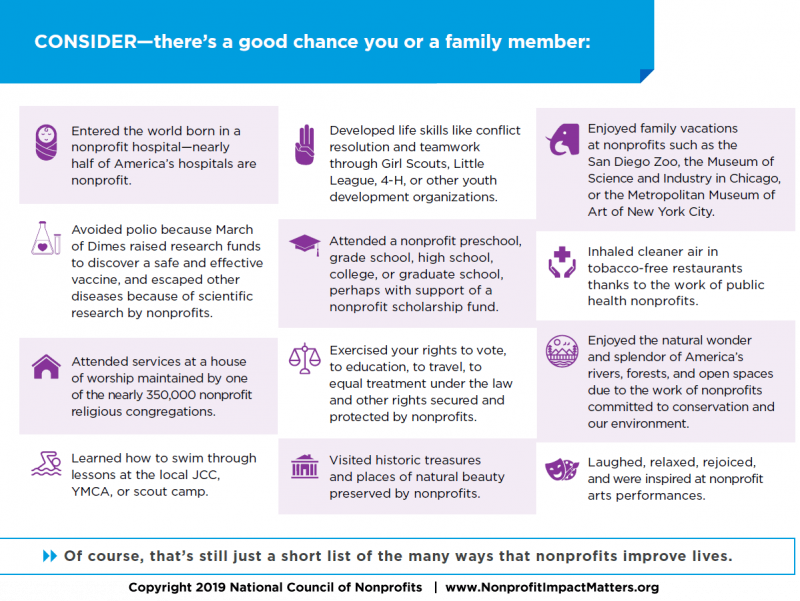 CONSIDER—there's a good chance you or a family member:
Entered the world born in a
nonprofit hospital—nearly
half of America's hospitals are
nonprofit.
Avoided polio because March
of Dimes raised research funds
to discover a safe and effective
vaccine, and escaped other
diseases because of scientific
research by nonprofits.
Attended services at a house
of worship maintained by one
of the nearly 350,000 nonprofit
religious congregations.
Learned how to swim through
lessons at the local JCC,
YMCA, or scout camp.
Developed life skills like conflict
resolution and teamwork
through Girl Scouts, Little
League, 4-H, or other youth
development organizations.
Attended a nonprofit preschool,
grade school, high school,
college, or graduate school,
perhaps with support of a
nonprofit scholarship fund.
Exercised your rights to vote,
to education, to travel, to
equal treatment under the law
and other rights secured and
protected by nonprofits.
Visited historic treasures
and places of natural beauty
preserved by nonprofits.
Enjoyed family vacations
at nonprofits such as the
San Diego Zoo, the Museum of
Science and Industry in Chicago,
or the Metropolitan Museum of
Art of New York City.
Inhaled cleaner air in
tobacco-free restaurants
thanks to the work of public
health nonprofits.
Enjoyed the natural wonder
and splendor of America's
rivers, forests, and open spaces
due to the work of nonprofits
committed to conservation and
our environment.
Laughed, relaxed, rejoiced,
and were inspired at nonprofit
arts performances.
Of course, that's still just a short list of the many ways that nonprofits improve lives.
Copyright 2019 National Council of Nonprofits | www.NonprofitImpactMatters.org